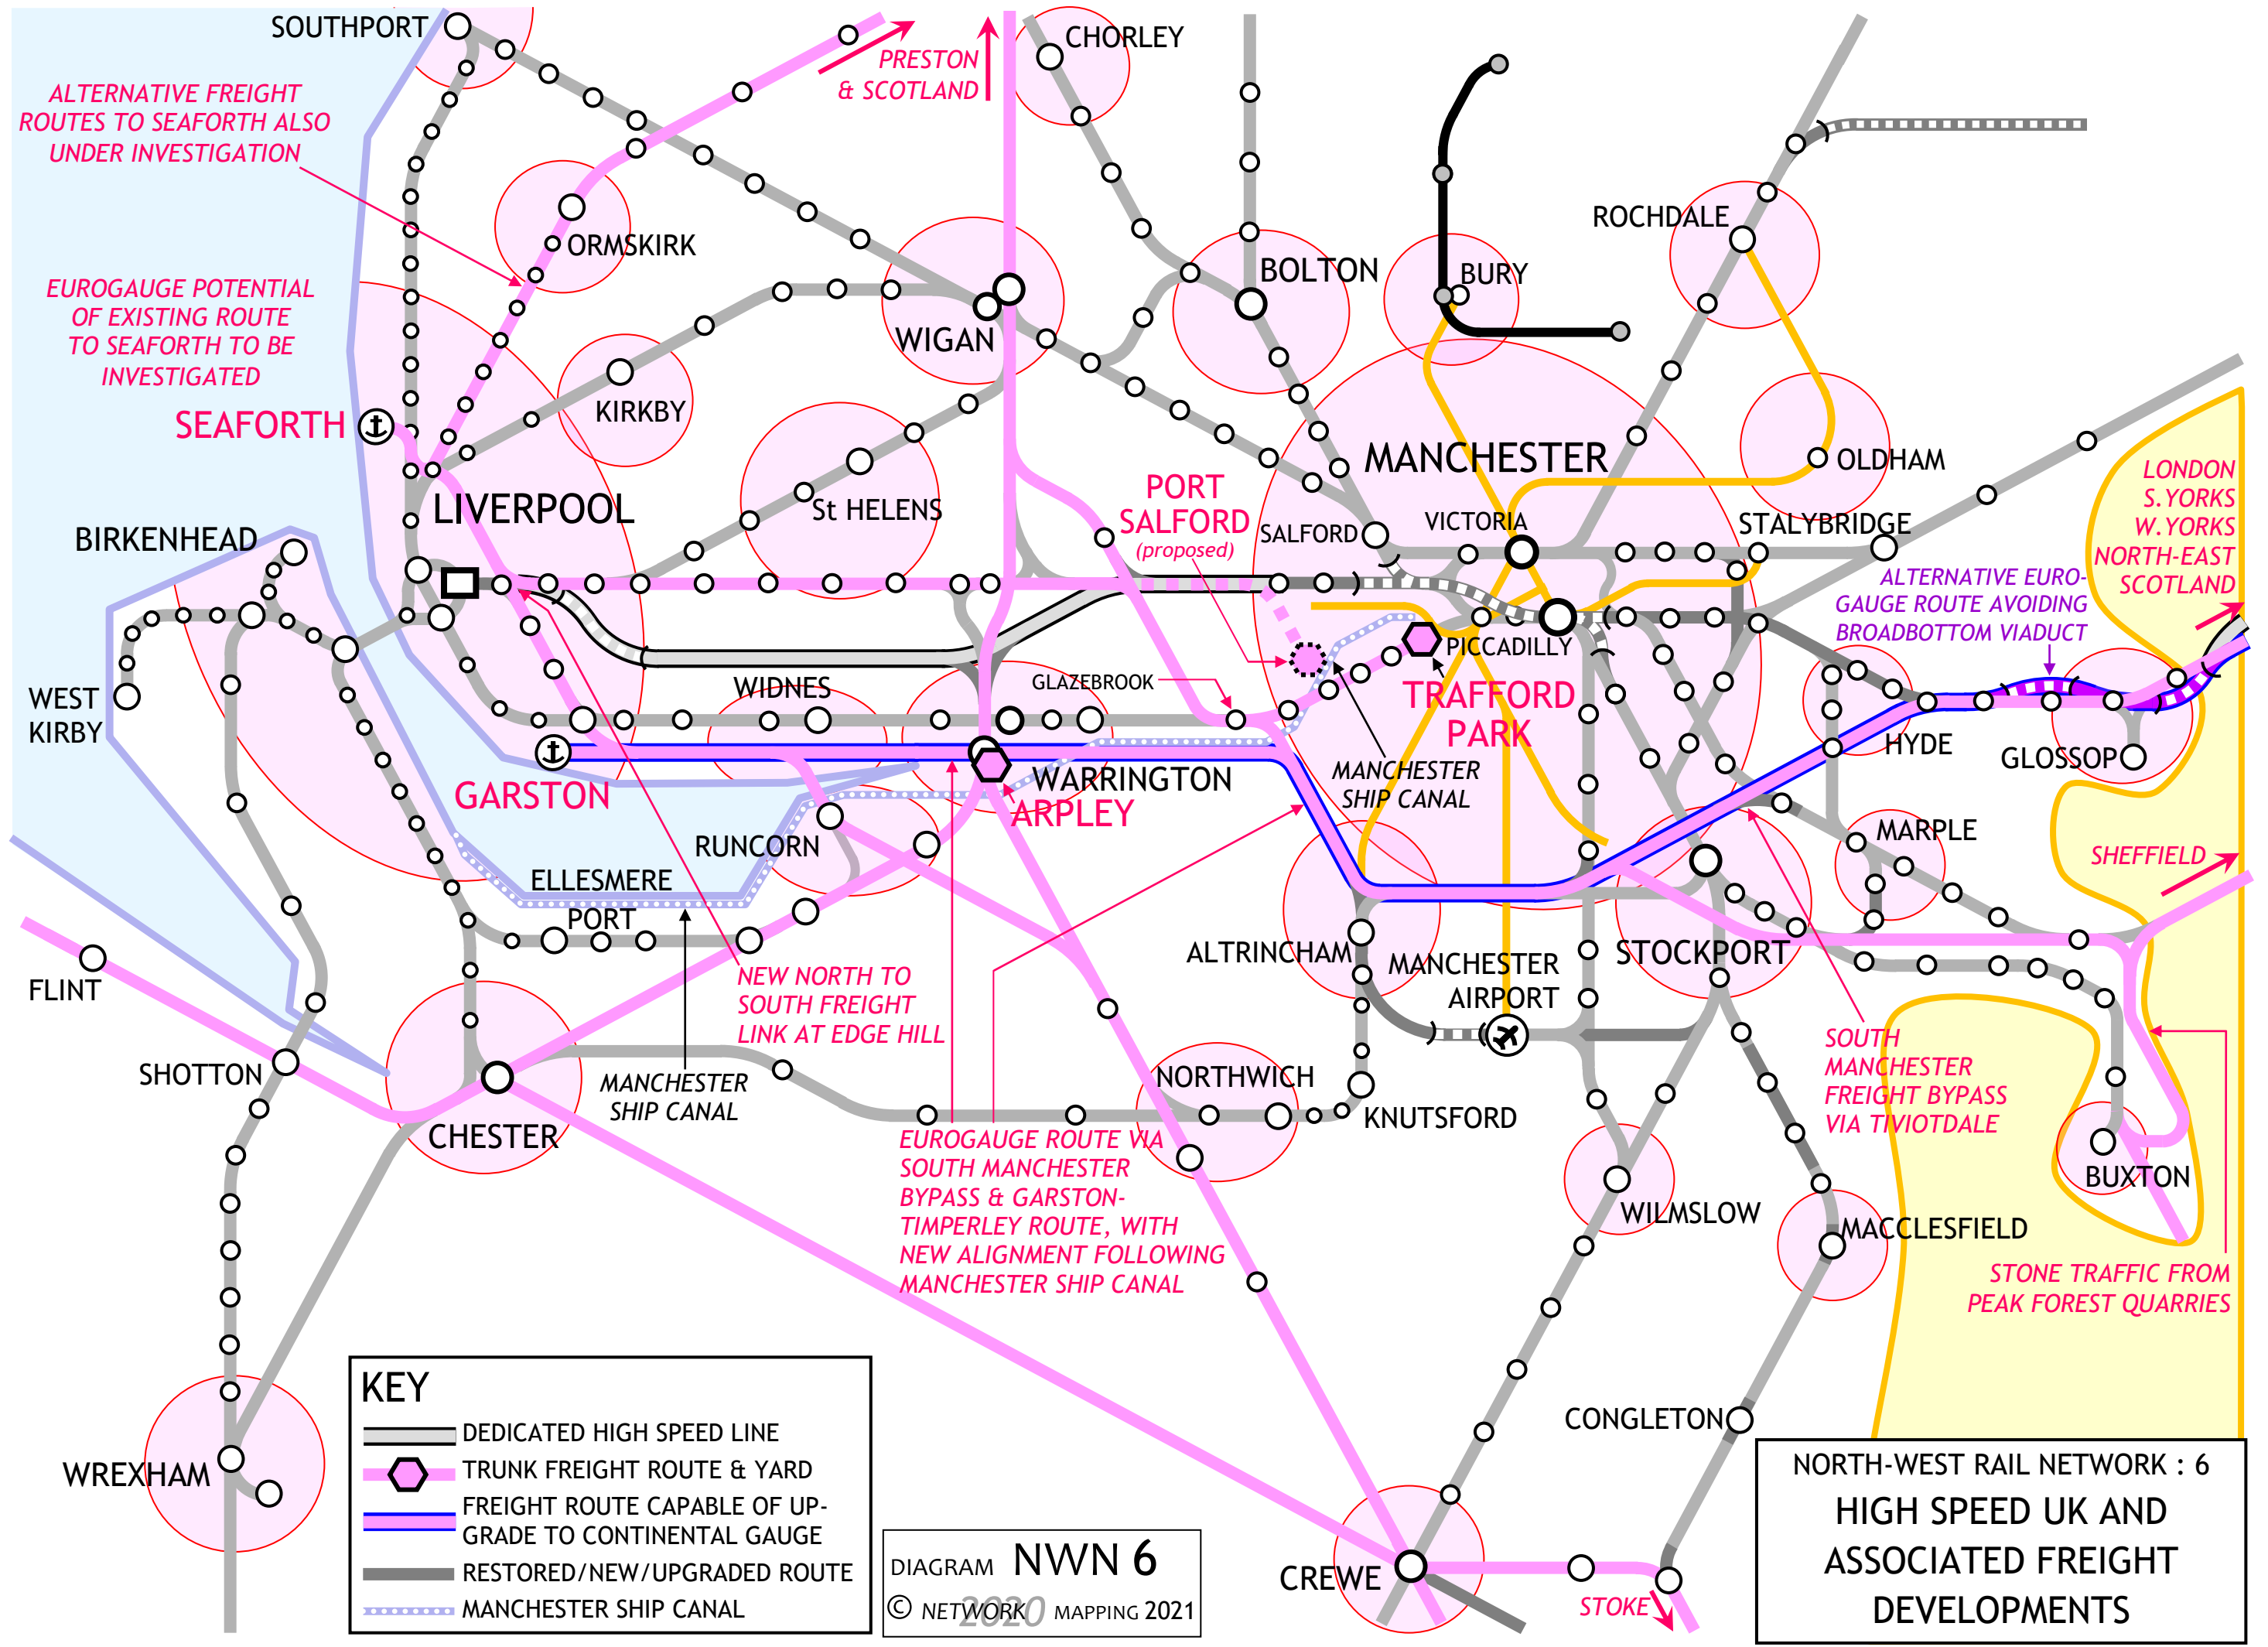 SOUTHPORT
CHORLEY
PRESTON
& SCOTLAND
ALTERNATIVE FREIGHT
ROUTES TO SEAFORTH ALSO
UNDER INVESTIGATION
ROCHDALE
ORMSKIRK
BOLTON
BURY
EUROGAUGE POTENTIAL
OF EXISTING ROUTE
TO SEAFORTH TO BE
INVESTIGATED
WIGAN
KIRKBY
SEAFORTH
MANCHESTER
OLDHAM
LONDON
S.YORKS
W.YORKS
NORTH-EAST
SCOTLAND
LIVERPOOL
St HELENS
PORT
SALFORD
(proposed)
SALFORD
VICTORIA
STALYBRIDGE
BIRKENHEAD
ALTERNATIVE EURO-
GAUGE ROUTE AVOIDING
BROADBOTTOM VIADUCT
PICCADILLY
WEST
KIRBY
WIDNES
GLAZEBROOK
TRAFFORD
PARK
HYDE
GLOSSOP
GARSTON
WARRINGTON
ARPLEY
MANCHESTER
SHIP CANAL
RUNCORN
MARPLE
SHEFFIELD
ELLESMERE
PORT
ALTRINCHAM
MANCHESTER
AIRPORT
STOCKPORT
FLINT
NEW NORTH TO
SOUTH FREIGHT
LINK AT EDGE HILL
SHOTTON
MANCHESTER
SHIP CANAL
NORTHWICH
KNUTSFORD
SOUTH
MANCHESTER
FREIGHT BYPASS
VIA TIVIOTDALE
CHESTER
EUROGAUGE ROUTE VIA
SOUTH MANCHESTER
BYPASS & GARSTON-
TIMPERLEY ROUTE, WITH
NEW ALIGNMENT FOLLOWING
MANCHESTER SHIP CANAL
BUXTON
WILMSLOW
MACCLESFIELD
STONE TRAFFIC FROM
PEAK FOREST QUARRIES
CONGLETON
WREXHAM
CREWE
STOKE
KEY
DEDICATED HIGH SPEED LINE
TRUNK FREIGHT ROUTE & YARD
FREIGHT ROUTE CAPABLE OF UP-
GRADE TO CONTINENTAL GAUGE
RESTORED/NEW/UPGRADED ROUTE
MANCHESTER SHIP CANAL
DIAGRAM NWN 6
© NETWORK 2020 MAPPING 2021
NORTH-WEST RAIL NETWORK : 6
HIGH SPEED UK AND
ASSOCIATED FREIGHT
DEVELOPMENTS